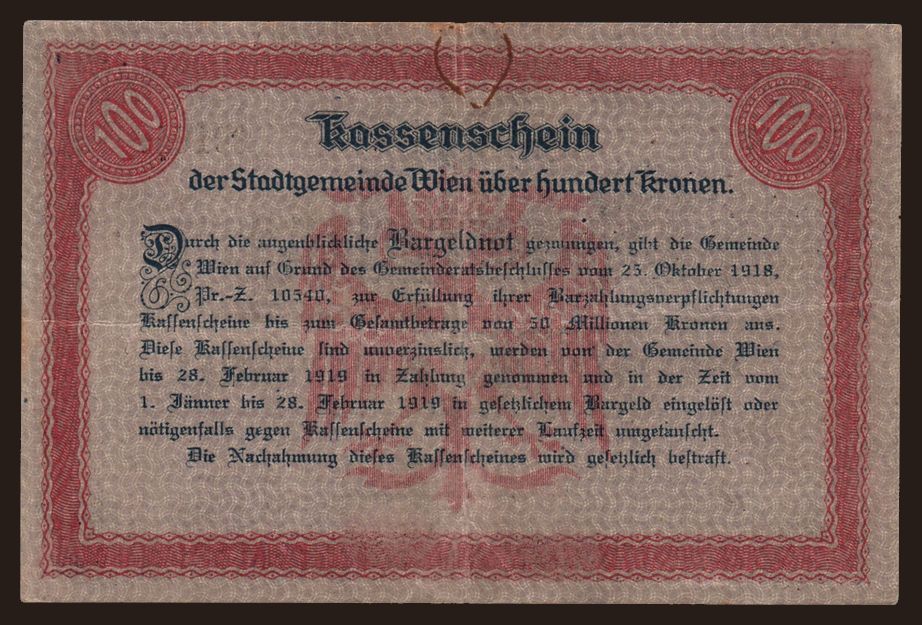 100
100
Kassenschein
der Stadtgemeinde Wien über hundert Kronen.
Durch die augenblickliche Bargeldnot gezwungen, gibt die Gemeinde
Wien auf Grund des Gemeinderatsbeschlusses vom 25. Oktober 1918,
Pr.-Z. 10540, zur Erfüllung ihrer Barzahlungsverpflichtungen
Kassenscheine bis zum Gesamtbetrage von 50 Millionen Kronen aus.
Diese Kassenscheine sind unverzinslich, werden von der Gemeinde Wien
bis 28. Februar 1919 in Zahlung genommen und in der Zeit vom
1. Jänner bis 28. Februar 1919 in gesetzlichem Bargeld eingelöst oder
nötigenfalls gegen Kassenscheine mit weiterer Laufzeit umgetauscht.
Die Nachahmung dieses Kassenscheines wird gesetzlich bestraft.